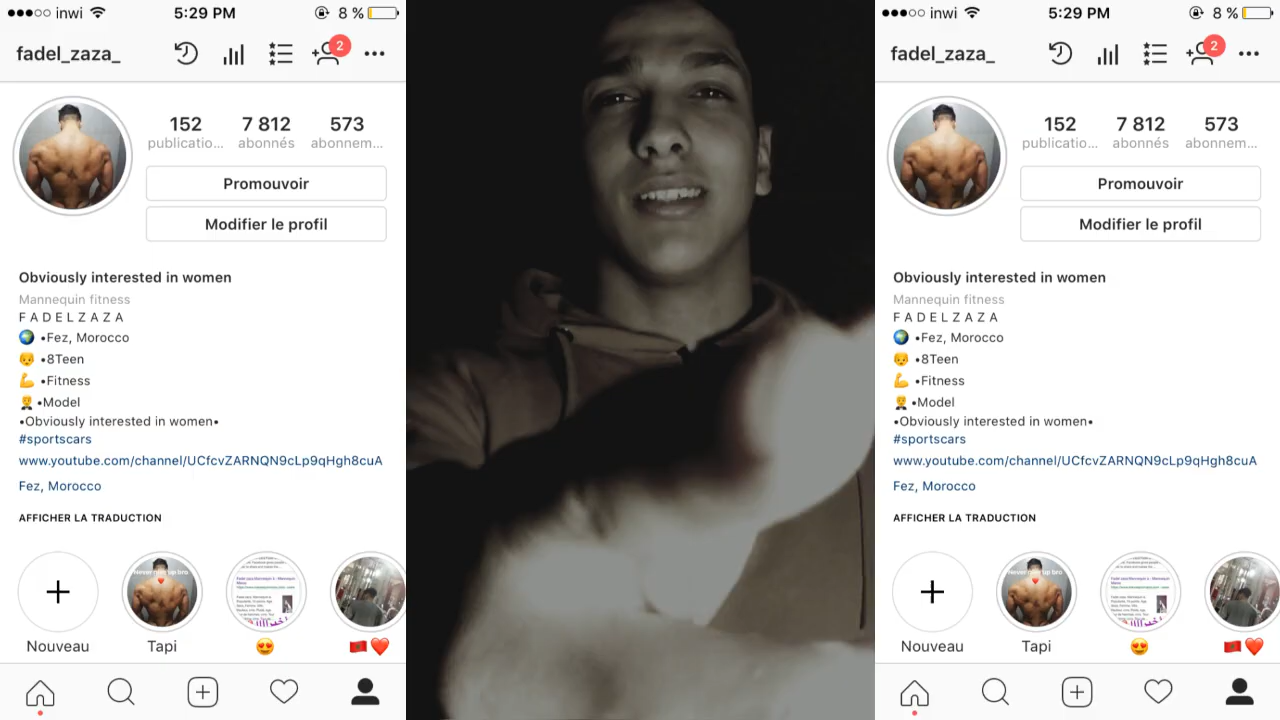 inwi 5:29 PM 8 %
fadel_zaza_ 2
152 7 812 573
publicatio... abonnés abonnem...
Promouvoir
Modifier le profil
Obviously interested in women
Mannequin fitness
F A D E L Z A Z A
•Fez, Morocco
•8Teen
•Fitness
•Model
•Obviously interested in women•
#sportscars
www.youtube.com/channel/UCfcvZARNQN9cLp9qHgh8cuA
Fez, Morocco
AFFICHER LA TRADUCTION
Nouveau Tapi
inwi 5:29 PM 8 %
fadel_zaza_ 2
152 7 812 573
publicatio... abonnés abonnem...
Promouvoir
Modifier le profil
Obviously interested in women
Mannequin fitness
F A D E L Z A Z A
•Fez, Morocco
•8Teen
•Fitness
•Model
•Obviously interested in women•
#sportscars
www.youtube.com/channel/UCfcvZARNQN9cLp9qHgh8cuA
Fez, Morocco
AFFICHER LA TRADUCTION
Nouveau Tapi